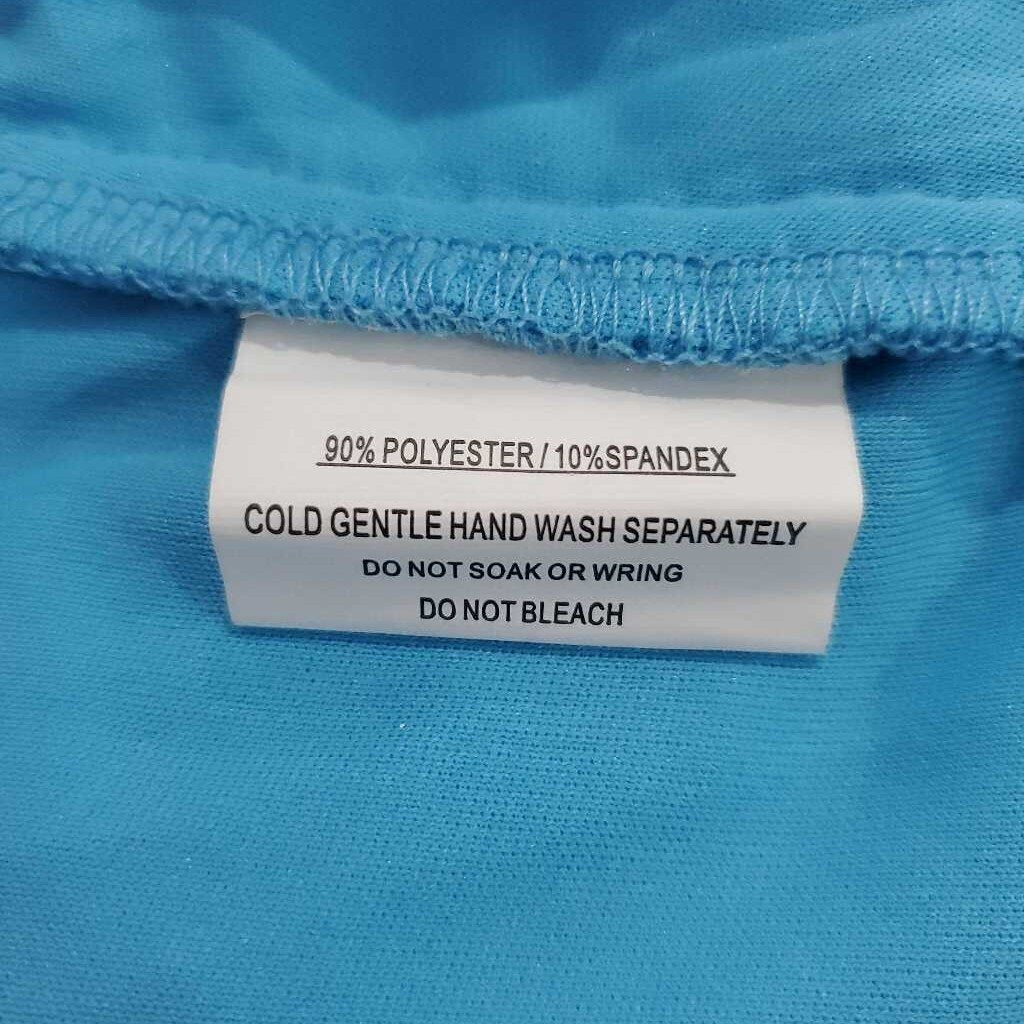 90% POLYESTER / 10%SPANDEX
COLD GENTLE HAND WASH SEPARATELY
DO NOT SOAK OR WRING
DO NOT BLEACH